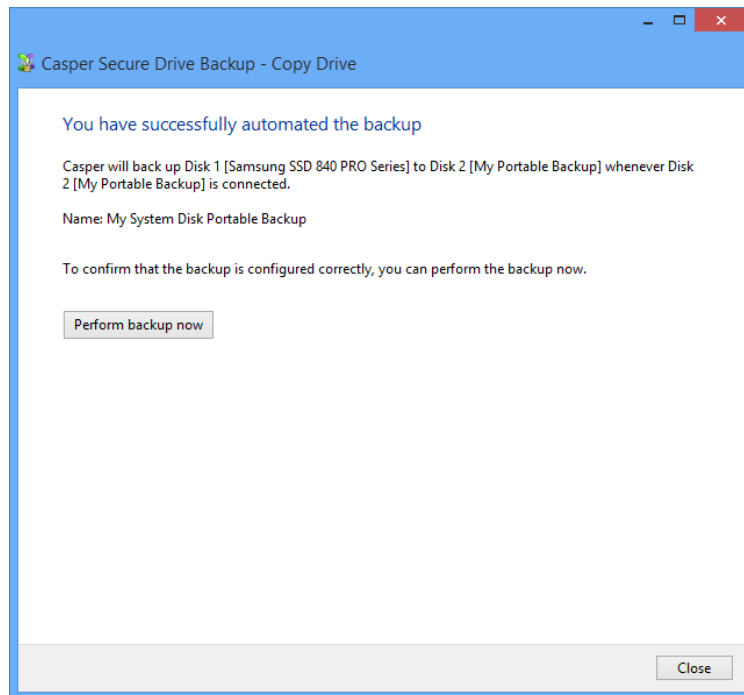 Casper Secure Drive Backup - Copy Drive
You have successfully automated the backup
Casper will back up Disk 1 [Samsung SSD 840 PRO Series] to Disk 2 [My Portable Backup] whenever Disk
2 [My Portable Backup] is connected.
Name: My System Disk Portable Backup
To confirm that the backup is configured correctly, you can perform the backup now.
Perform backup now
Close